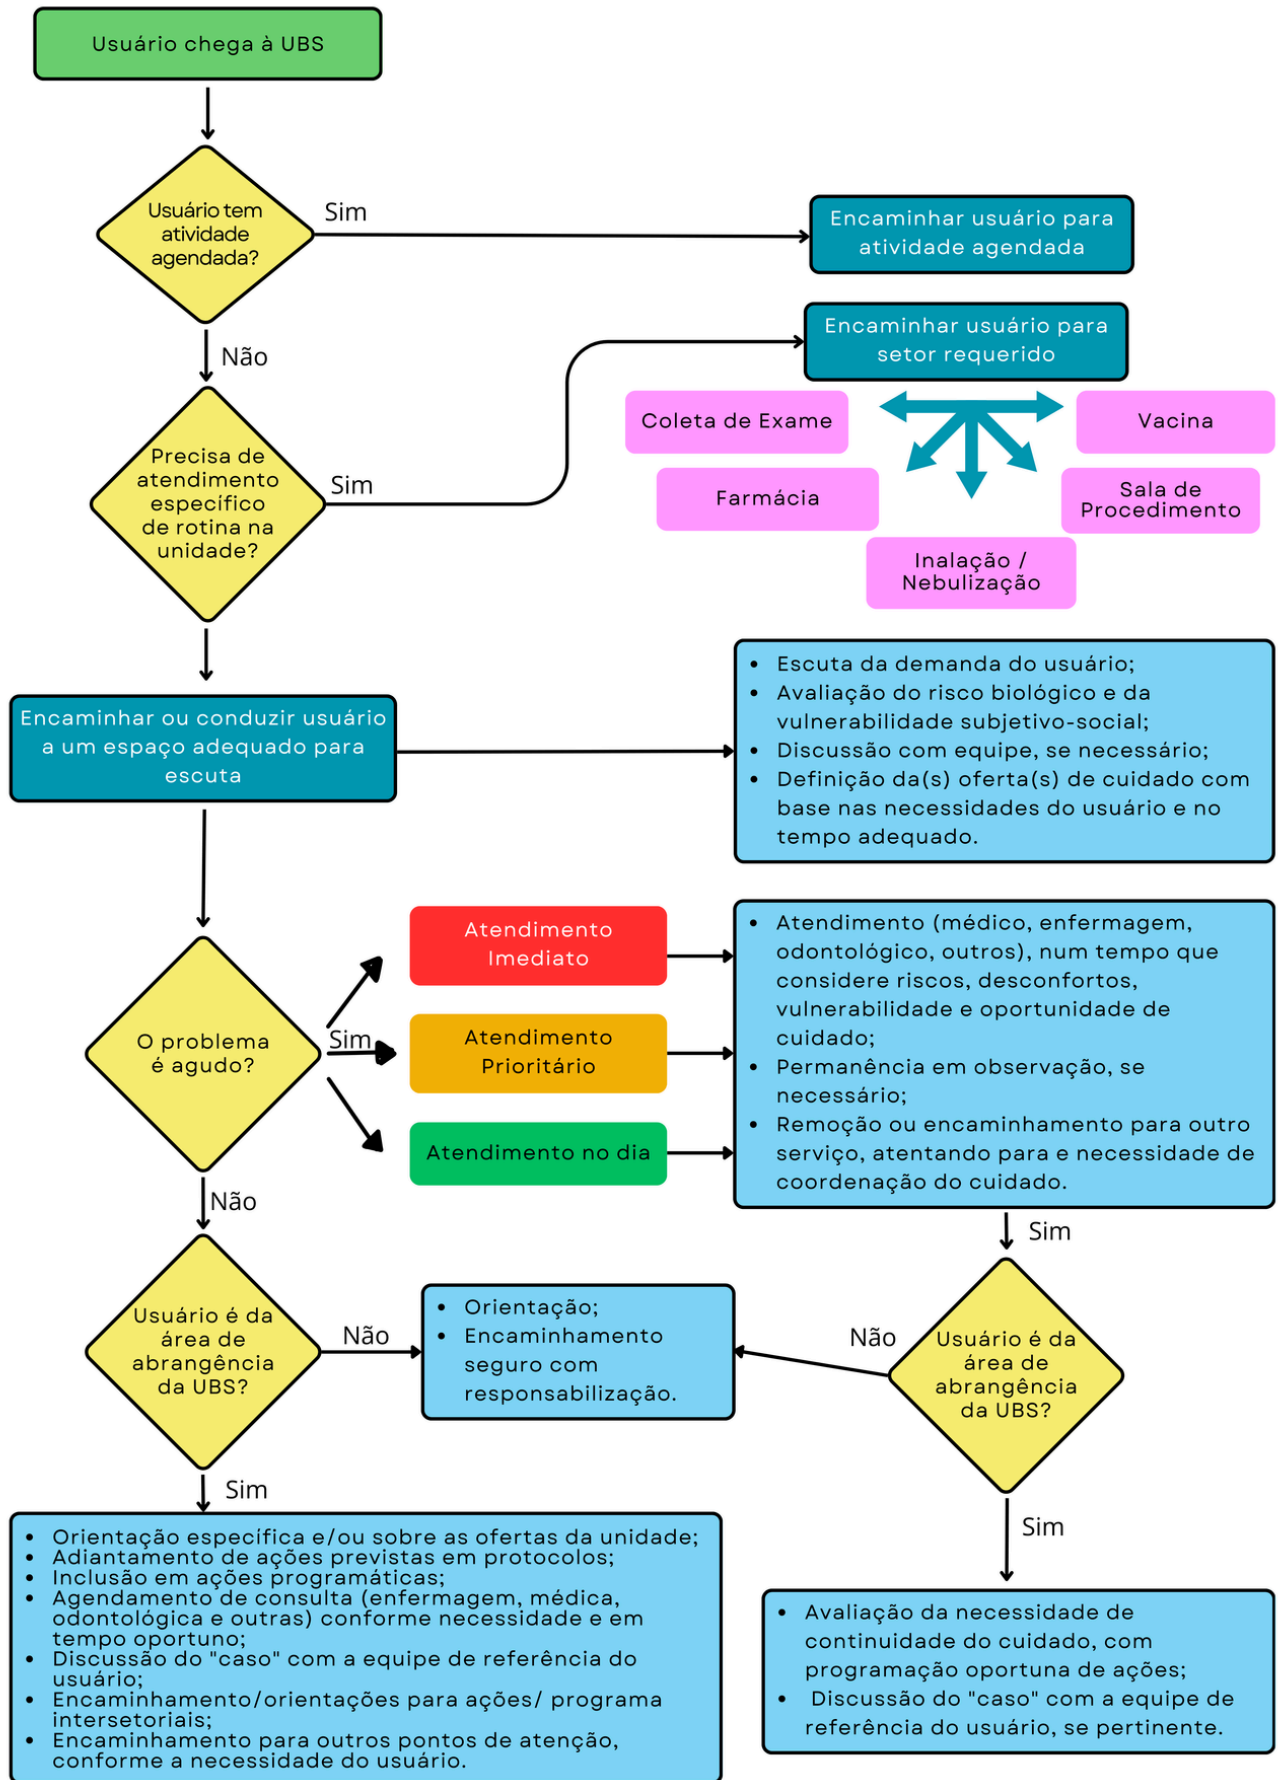 Usuário chega à UBS
Usuário tem
atividade
agendada?
Sim
Encaminhar usuário para
atividade agendada
Não
Encaminhar usuário para
setor requerido
Precisa de
atendimento
específico
de rotina na
unidade?
Sim
Coleta de Exame
Vacina
Farmácia
Sala de
Procedimento
Inalação /
Nebulização
Encaminhar ou conduzir usuário
a um espaço adequado para
escuta
• Escuta da demanda do usuário;
• Avaliação do risco biológico e da
vulnerabilidade subjetivo-social;
• Discussão com equipe, se necessário;
• Definição da(s) oferta(s) de cuidado com
base nas necessidades do usuário e no
tempo adequado.
O problema
é agudo?
Sim
Atendimento
Imediato
Atendimento
Prioritário
Atendimento no dia
• Atendimento (médico, enfermagem,
odontológico, outros), num tempo que
considere riscos, desconfortos,
vulnerabilidade e oportunidade de
cuidado;
• Permanência em observação, se
necessário;
• Remoção ou encaminhamento para outro
serviço, atentando para e necessidade de
coordenação do cuidado.
Não
Sim
Usuário é da
área de
abrangência
da UBS?
Não
• Orientação;
• Encaminhamento
seguro com
responsabilização.
Não
Usuário é da
área de
abrangência
da UBS?
Sim
Sim
• Orientação específica e/ou sobre as ofertas da unidade;
• Adiantamento de ações previstas em protocolos;
• Inclusão em ações programáticas;
• Agendamento de consulta (enfermagem, médica,
odontológica e outras) conforme necessidade e em
tempo oportuno;
• Discussão do "caso" com a equipe de referência do
usuário;
• Encaminhamento/orientações para ações/ programa
intersetoriais;
• Encaminhamento para outros pontos de atenção,
conforme a necessidade do usuário.
• Avaliação da necessidade de
continuidade do cuidado, com
programação oportuna de ações;
• Discussão do "caso" com a equipe de
referência do usuário, se pertinente.